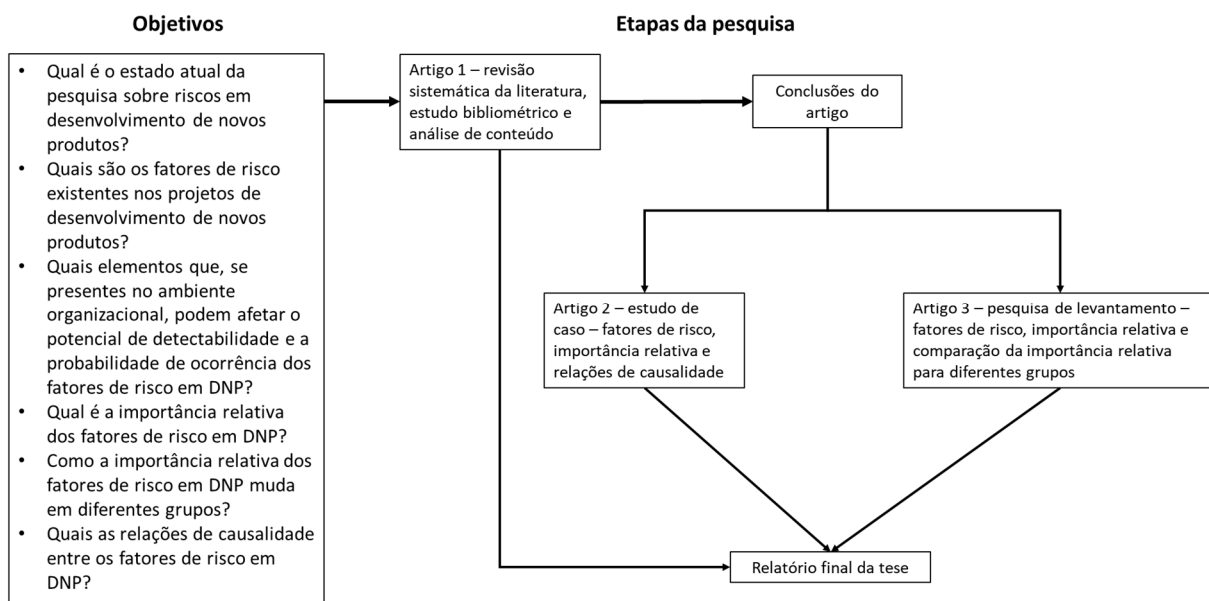 Objetivos
Etapas da pesquisa
• Qual é o estado atual da
pesquisa sobre riscos em
desenvolvimento de novos
produtos?
• Quais são os fatores de risco
existentes nos projetos de
desenvolvimento de novos
produtos?
• Quais elementos que, se
presentes no ambiente
organizacional, podem afetar o
potencial de detectabilidade e a
probabilidade de ocorrência dos
fatores de risco em DNP?
• Qual é a importância relativa
dos fatores de risco em DNP?
• Como a importância relativa dos
fatores de risco em DNP muda
em diferentes grupos?
• Quais as relações de causalidade
entre os fatores de risco em
DNP?
Artigo 1 – revisão
sistemática da literatura,
estudo bibliométrico e
análise de conteúdo
Conclusões do
artigo
Artigo 2 – estudo de
caso – fatores de risco,
importância relativa e
relações de causalidade
Artigo 3 – pesquisa de levantamento –
fatores de risco, importância relativa e
comparação da importância relativa
para diferentes grupos
Relatório final da tese